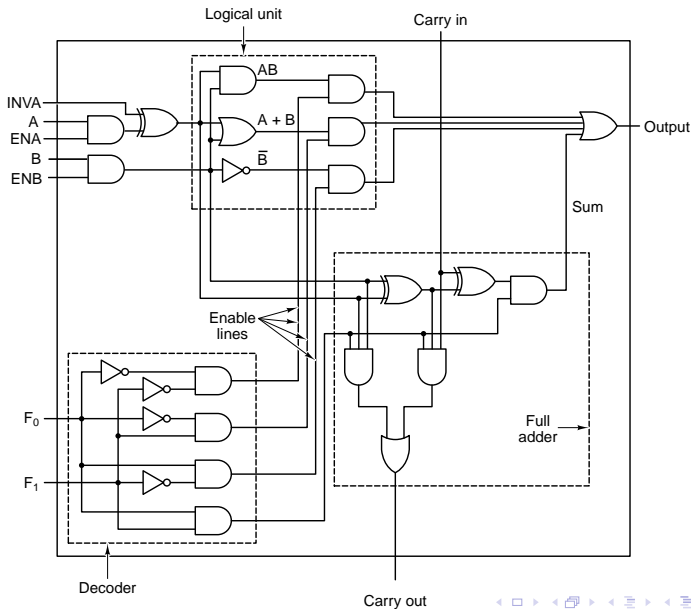 Logical unit
Carry in
INVA
A
ENA
B
ENB
AB
A + B
B̅
Output
Sum
Enable
lines
F₀
F₁
Full
adder
Decoder
Carry out